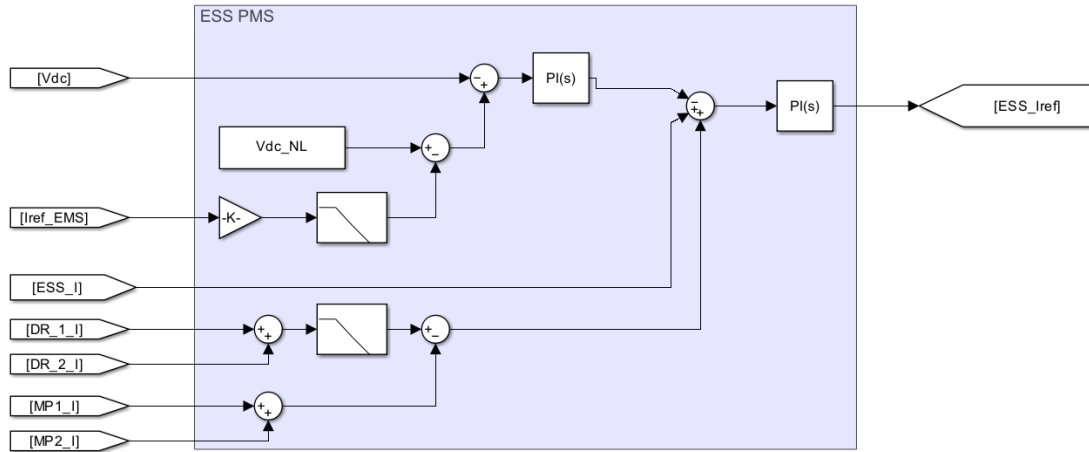 ESS PMS
[Vdc]
PI(s)
PI(s)
[ESS_Iref]
Vdc_NL
[Iref_EMS]
-K-
[ESS_I]
[DR_1_I]
[DR_2_I]
[MP1_I]
[MP2_I]